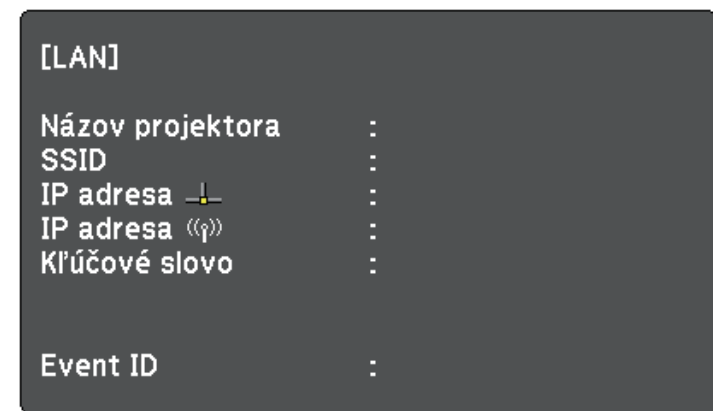 [LAN]
Názov projektora :
SSID :
IP adresa :
IP adresa :
Kľúčové slovo :
Event ID :